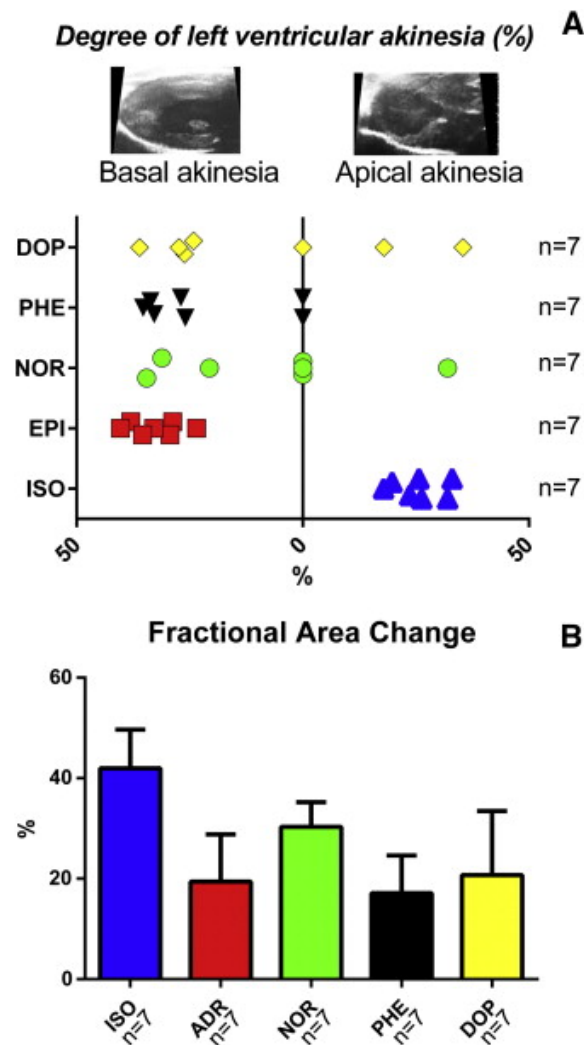 Degree of left ventricular akinesia (%)
A
Basal akinesia
Apical akinesia
DOP
n=7
PHE
n=7
NOR
n=7
EPI
n=7
ISO
n=7
50
0
50
%
Fractional Area Change
B
60
40
20
0
%
ISO
n=7
ADR
n=7
NOR
n=7
PHE
n=7
DOP
n=7